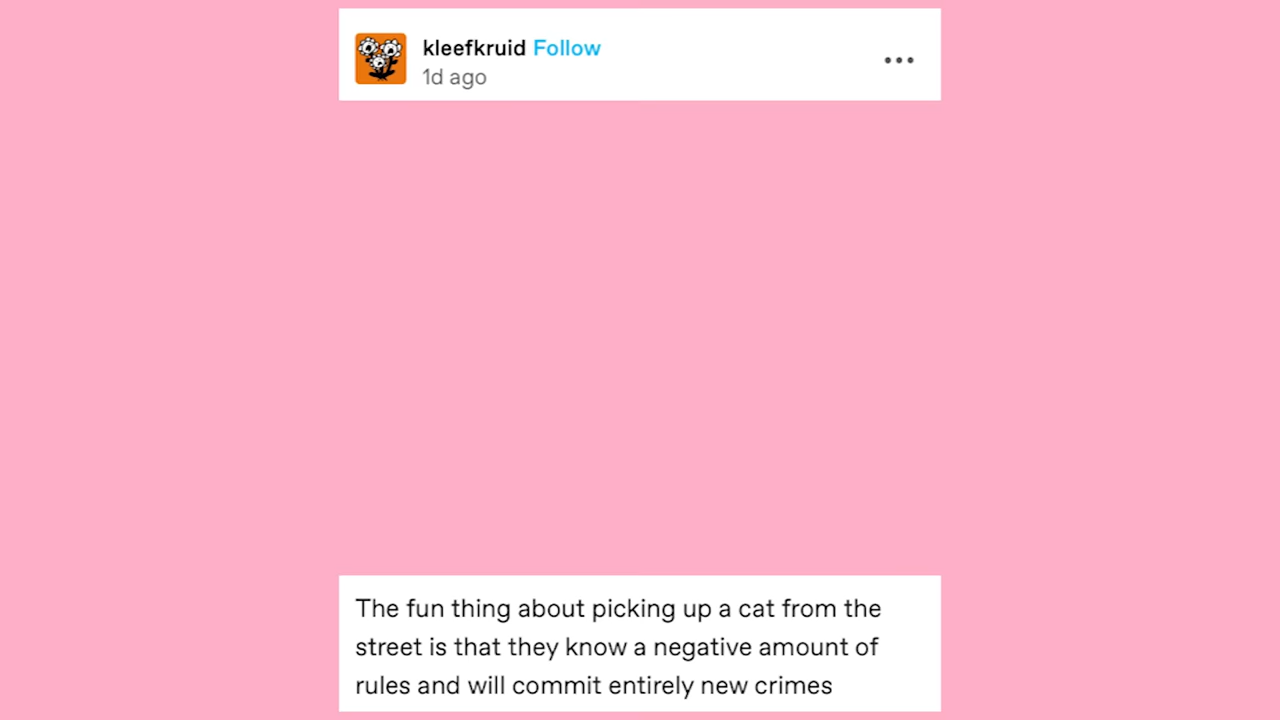 kleefkruid Follow
1d ago
The fun thing about picking up a cat from the
street is that they know a negative amount of
rules and will commit entirely new crimes